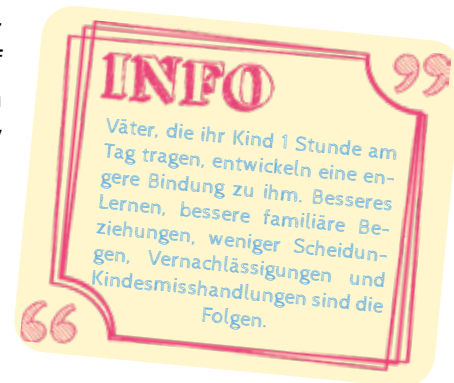 INFO
Väter, die ihr Kind 1 Stunde am
Tag tragen, entwickeln eine en-
gere Bindung zu ihm. Besseres
Lernen, bessere familiäre Be-
ziehungen, weniger Scheidun-
gen, Vernachlässigungen und
Kindesmisshandlungen sind die
Folgen.